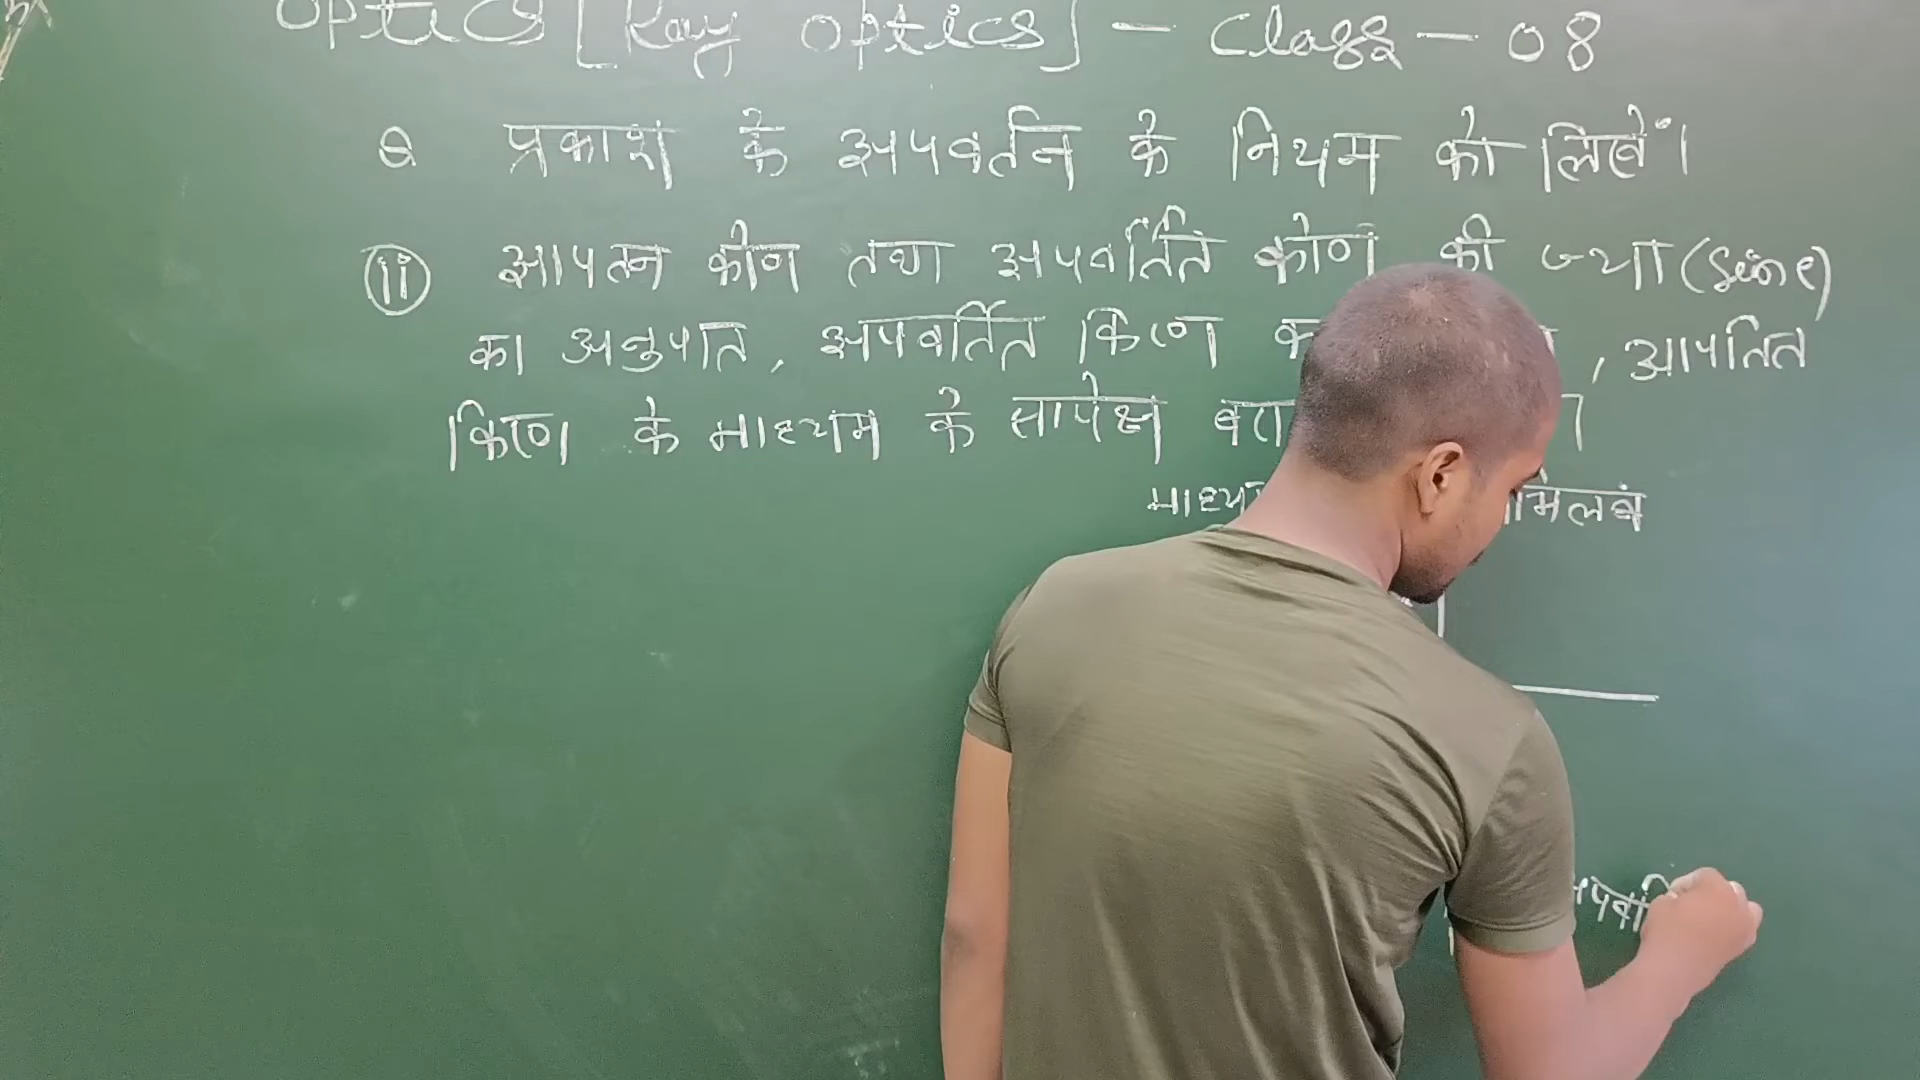 Optics [Ray optics] - Class - 08
Q प्रकाश के अपवर्तन के नियम को लिखें।
(ii) आपतन कोण तथा अपवर्तित कोण की ज्या (sine)
का अनुपात, अपवर्तित किरण , आपतित
किरण के माध्यम के सापेक्ष